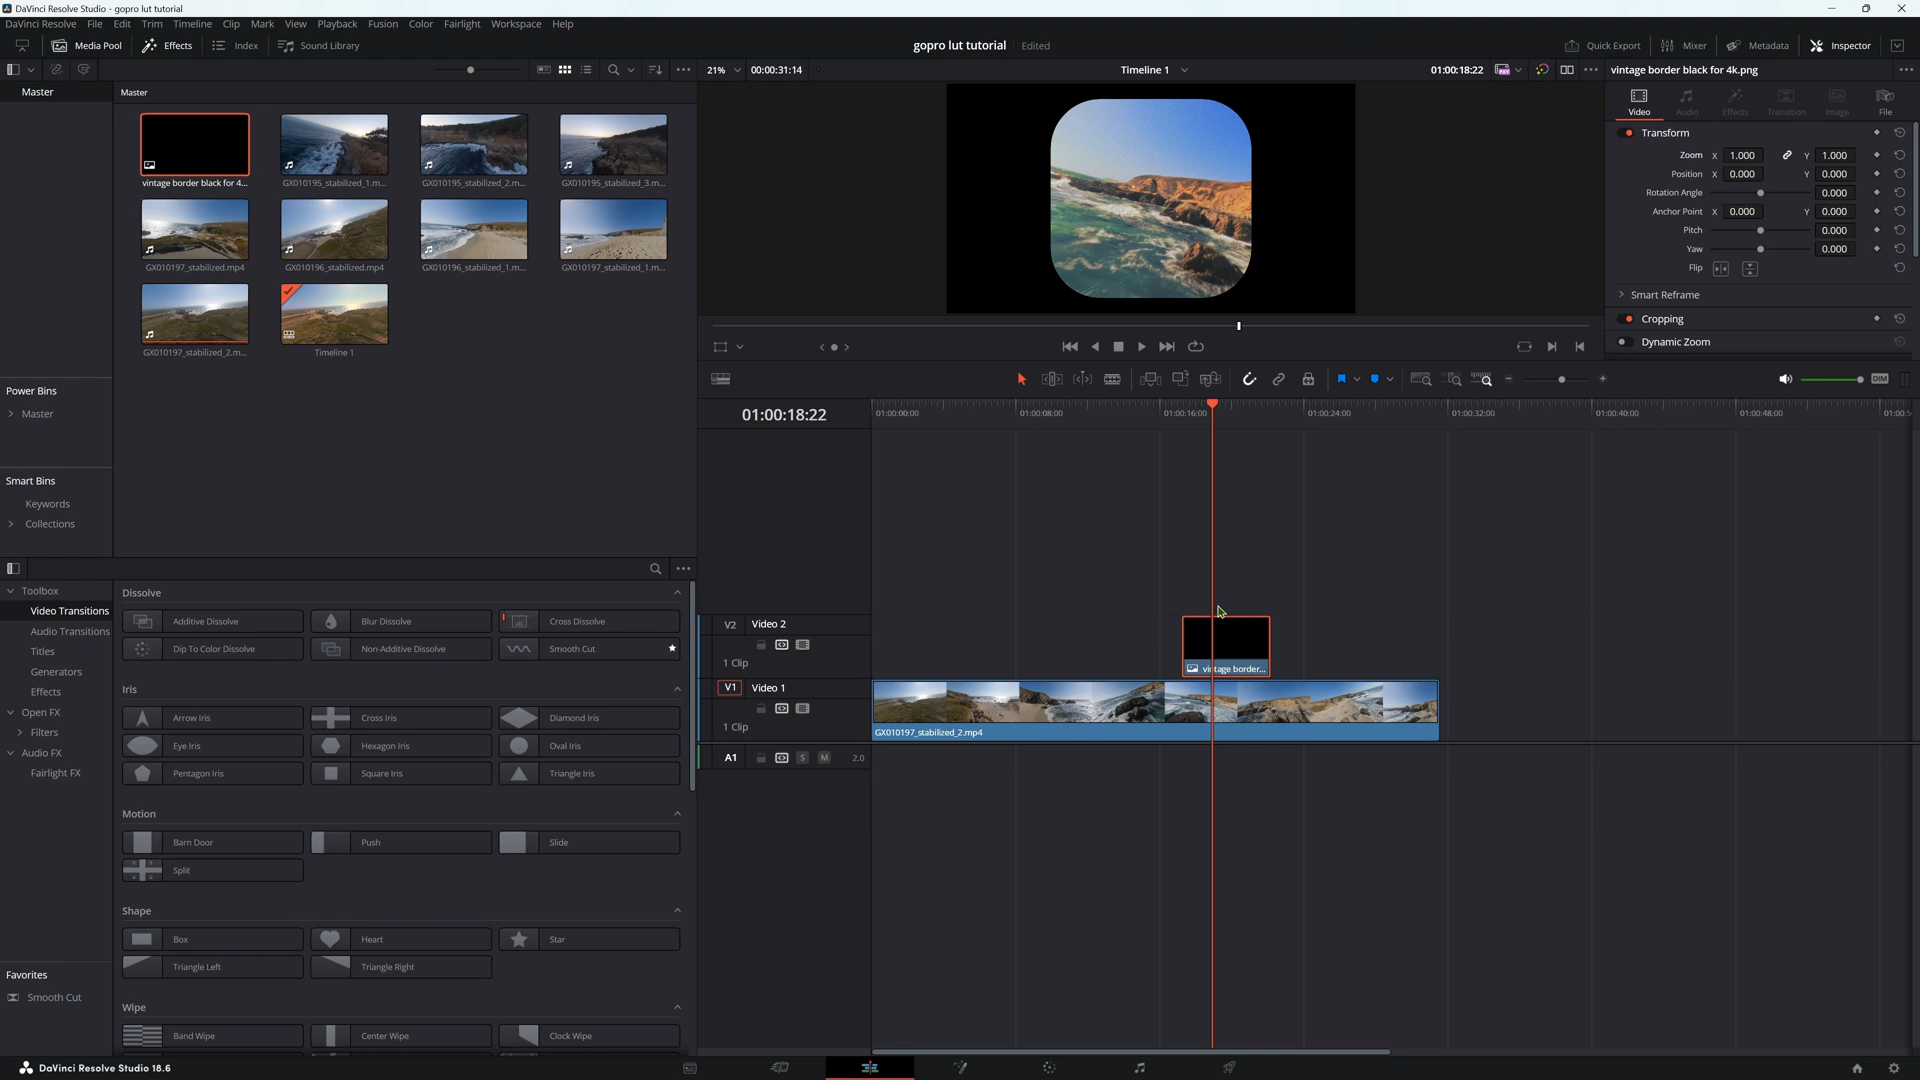 DaVinci Resolve Studio - gopro lut tutorial
DaVinci Resolve File Edit Trim Timeline Clip Mark View Playback Fusion Color Fairlight Workspace Help
Media Pool Effects Index Sound Library
gopro lut tutorial Edited
Quick Export Mixer Metadata Inspector
21% 00:00:31:14 Timeline 1 01:00:18:22
vintage border black for 4k.png
Master
Master
vintage border black for 4... GX010195_stabilized_1.m... GX010195_stabilized_2.m... GX010195_stabilized_3.m...
GX010197_stabilized.mp4 GX010196_stabilized.mp4 GX010196_stabilized_1.m... GX010197_stabilized_1.m...
GX010197_stabilized_2.m... Timeline 1
Power Bins
Master
Smart Bins
Keywords
Collections
Video Audio Effects Transition Image File
Transform
Zoom X 1.000 Y 1.000
Position X 0.000 Y 0.000
Rotation Angle 0.000
Anchor Point X 0.000 Y 0.000
Pitch 0.000
Yaw 0.000
Flip
Smart Reframe
Cropping
Dynamic Zoom
DIM
01:00:18:22
01:00:00:00 01:00:08:00 01:00:16:00 01:00:24:00 01:00:32:00 01:00:40:00 01:00:48:00
V2 Video 2
1 Clip
vintage border...
V1 Video 1
1 Clip
GX010197_stabilized_2.mp4
A1 S M 2.0
Toolbox
Video Transitions
Audio Transitions
Titles
Generators
Effects
Open FX
Filters
Audio FX
Fairlight FX
Favorites
Smooth Cut
Dissolve
Additive Dissolve Blur Dissolve Cross Dissolve
Dip To Color Dissolve Non-Additive Dissolve Smooth Cut
Iris
Arrow Iris Cross Iris Diamond Iris
Eye Iris Hexagon Iris Oval Iris
Pentagon Iris Square Iris Triangle Iris
Motion
Barn Door Push Slide
Split
Shape
Box Heart Star
Triangle Left Triangle Right
Wipe
Band Wipe Center Wipe Clock Wipe
DaVinci Resolve Studio 18.6